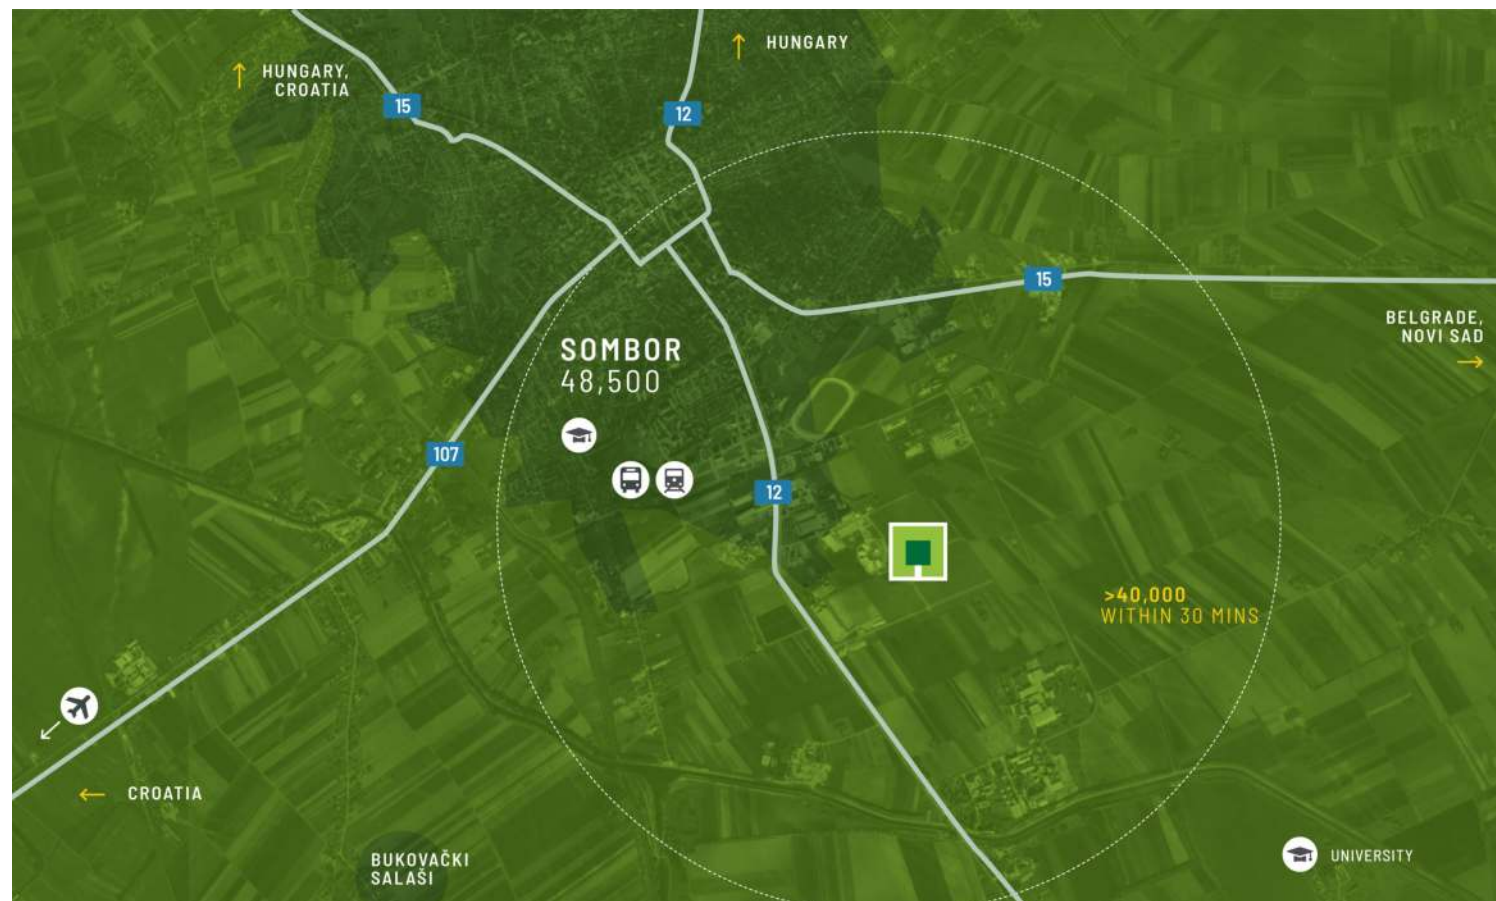 HUNGARY
HUNGARY,
CROATIA
15
12
15
BELGRADE,
NOVI SAD
SOMBOR
48,500
107
12
>40,000
WITHIN 30 MINS
CROATIA
BUKOVAČKI
SALAŠI
UNIVERSITY